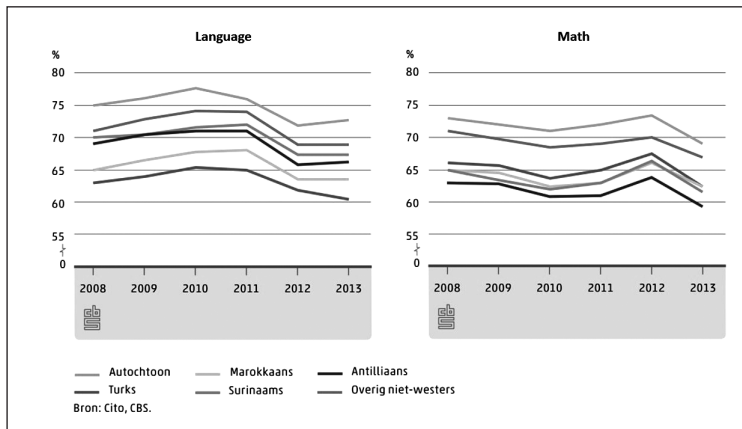 Language
%
80
75
70
65
60
55
0
2008 2009 2010 2011 2012 2013
Math
%
80
75
70
65
60
55
0
2008 2009 2010 2011 2012 2013
Autochtoon Marokkaans Antilliaans
Turks Surinaams Overig niet-westers
Bron: Cito, CBS.